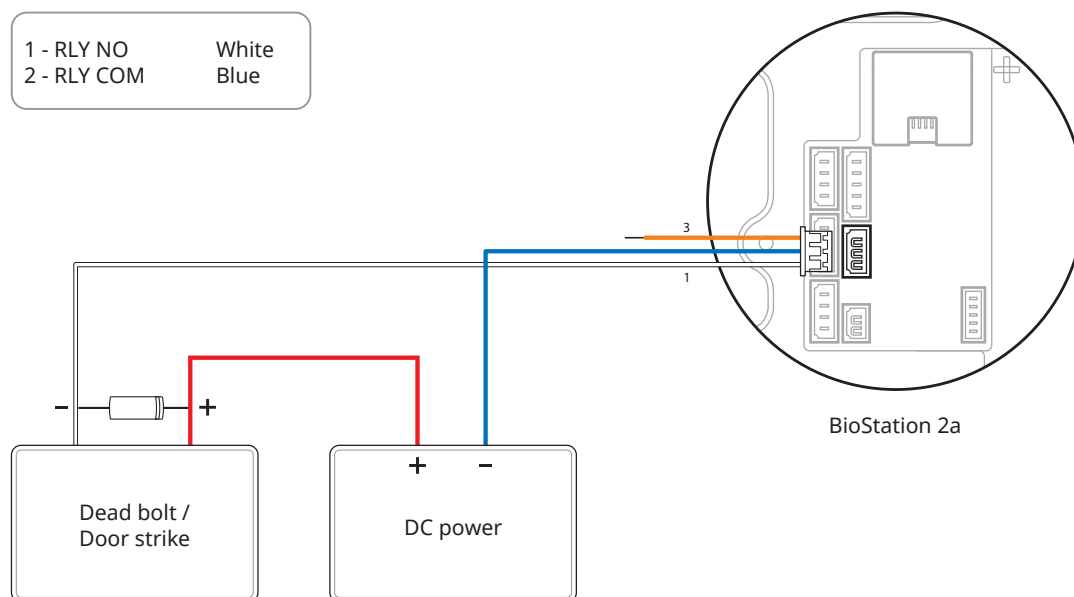 1 - RLY NO White
2 - RLY COM Blue
3
1
BioStation 2a
- +
+ -
Dead bolt /
Door strike
DC power